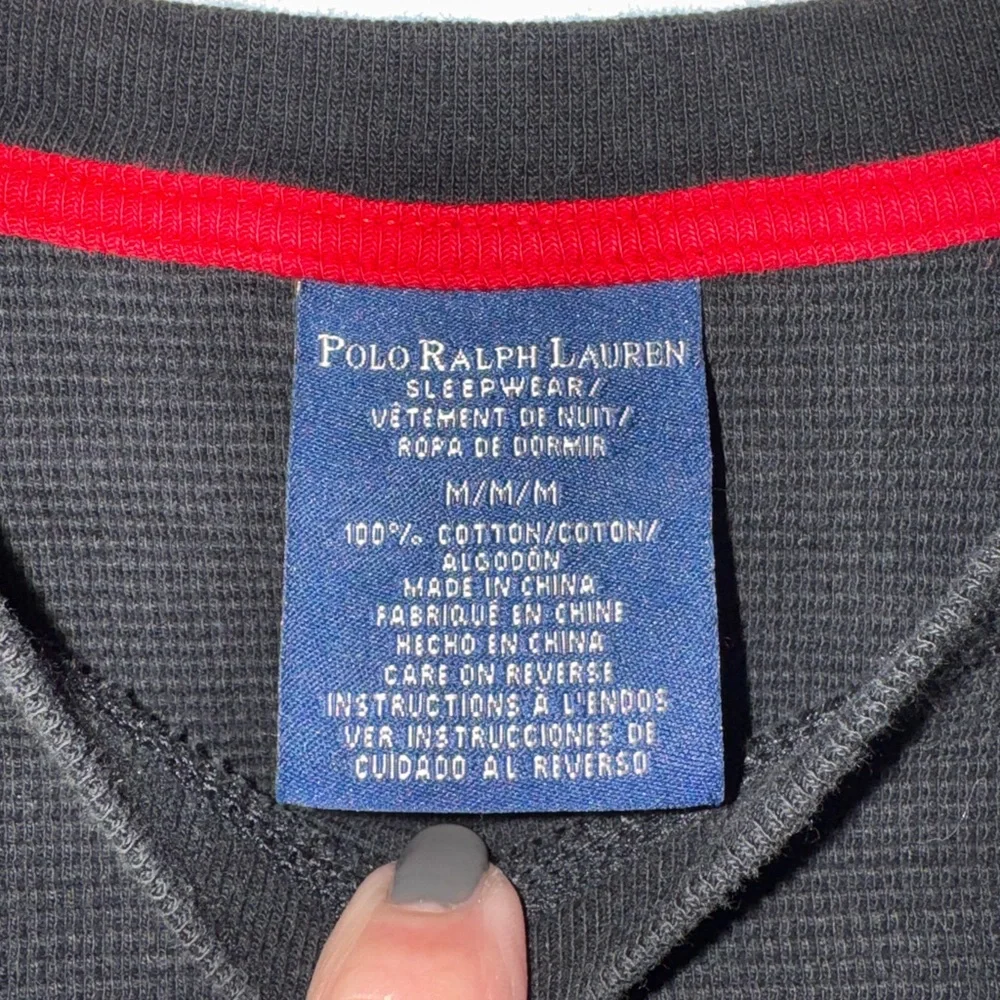 POLO RALPH LAUREN
SLEEPWEAR/
VÊTEMENT DE NUIT/
ROPA DE DORMIR
M/M/M
100% COTTON/COTON/
ALGODÓN
MADE IN CHINA
FABRIQUÉ EN CHINE
HECHO EN CHINA
CARE ON REVERSE
INSTRUCTIONS À L'ENDOS
VER INSTRUCCIONES DE
CUIDADO AL REVERSO